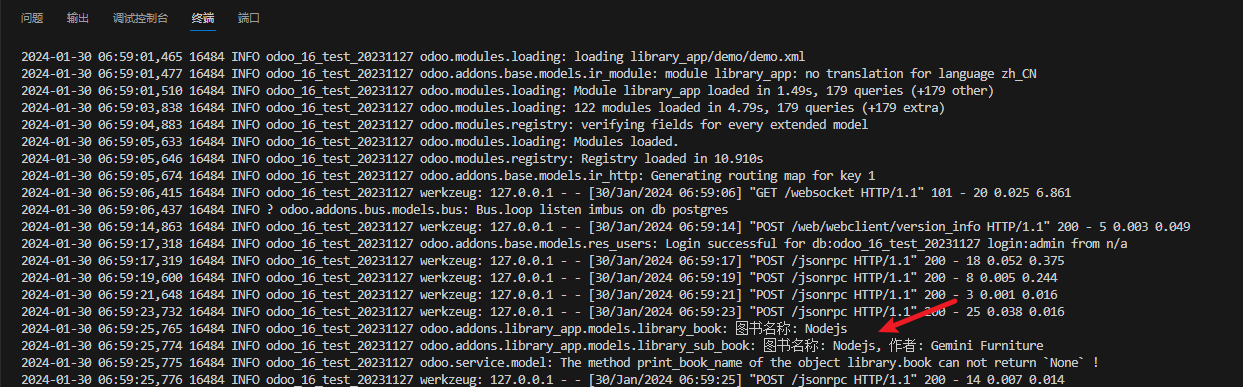 问题 输出 调试控制台 终端 端口
2024-01-30 06:59:01,465 16484 INFO odoo_16_test_20231127 odoo.modules.loading: loading library_app/demo/demo.xml
2024-01-30 06:59:01,477 16484 INFO odoo_16_test_20231127 odoo.addons.base.models.ir_module: module library_app: no translation for language zh_CN
2024-01-30 06:59:01,510 16484 INFO odoo_16_test_20231127 odoo.modules.loading: Module library_app loaded in 1.49s, 179 queries (+179 other)
2024-01-30 06:59:03,838 16484 INFO odoo_16_test_20231127 odoo.modules.loading: 122 modules loaded in 4.79s, 179 queries (+179 extra)
2024-01-30 06:59:04,883 16484 INFO odoo_16_test_20231127 odoo.modules.registry: verifying fields for every extended model
2024-01-30 06:59:05,633 16484 INFO odoo_16_test_20231127 odoo.modules.loading: Modules loaded.
2024-01-30 06:59:05,646 16484 INFO odoo_16_test_20231127 odoo.modules.registry: Registry loaded in 10.910s
2024-01-30 06:59:05,674 16484 INFO odoo_16_test_20231127 odoo.addons.base.models.ir_http: Generating routing map for key 1
2024-01-30 06:59:06,415 16484 INFO odoo_16_test_20231127 werkzeug: 127.0.0.1 - - [30/Jan/2024 06:59:06] "GET /websocket HTTP/1.1" 101 - 20 0.025 6.861
2024-01-30 06:59:06,437 16484 INFO ? odoo.addons.bus.models.bus: Bus.loop listen imbus on db postgres
2024-01-30 06:59:14,863 16484 INFO odoo_16_test_20231127 werkzeug: 127.0.0.1 - - [30/Jan/2024 06:59:14] "POST /web/webclient/version_info HTTP/1.1" 200 - 5 0.003 0.049
2024-01-30 06:59:17,318 16484 INFO odoo_16_test_20231127 odoo.addons.base.models.res_users: Login successful for db:odoo_16_test_20231127 login:admin from n/a
2024-01-30 06:59:17,319 16484 INFO odoo_16_test_20231127 werkzeug: 127.0.0.1 - - [30/Jan/2024 06:59:17] "POST /jsonrpc HTTP/1.1" 200 - 18 0.052 0.375
2024-01-30 06:59:19,600 16484 INFO odoo_16_test_20231127 werkzeug: 127.0.0.1 - - [30/Jan/2024 06:59:19] "POST /jsonrpc HTTP/1.1" 200 - 8 0.005 0.244
2024-01-30 06:59:21,648 16484 INFO odoo_16_test_20231127 werkzeug: 127.0.0.1 - - [30/Jan/2024 06:59:21] "POST /jsonrpc HTTP/1.1" 200 - 3 0.001 0.016
2024-01-30 06:59:23,732 16484 INFO odoo_16_test_20231127 werkzeug: 127.0.0.1 - - [30/Jan/2024 06:59:23] "POST /jsonrpc HTTP/1.1" 200 - 25 0.038 0.016
2024-01-30 06:59:25,765 16484 INFO odoo_16_test_20231127 odoo.addons.library_app.models.library_book: 图书名称: Nodejs
2024-01-30 06:59:25,774 16484 INFO odoo_16_test_20231127 odoo.addons.library_app.models.library_sub_book: 图书名称: Nodejs, 作者: Gemini Furniture
2024-01-30 06:59:25,775 16484 INFO odoo_16_test_20231127 odoo.service.model: The method print_book_name of the object library.book can not return `None` !
2024-01-30 06:59:25,776 16484 INFO odoo_16_test_20231127 werkzeug: 127.0.0.1 - - [30/Jan/2024 06:59:25] "POST /jsonrpc HTTP/1.1" 200 - 14 0.007 0.014